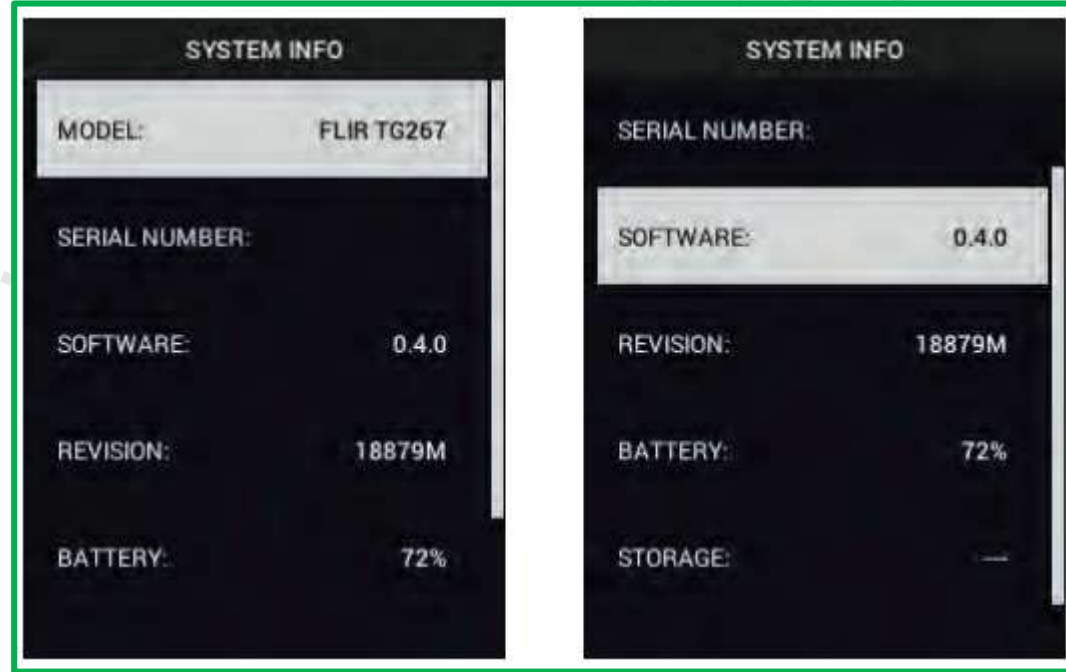 SYSTEM INFO
MODEL: FLIR TG267
SERIAL NUMBER:
SOFTWARE: 0.4.0
REVISION: 18879M
BATTERY: 72%
SYSTEM INFO
SERIAL NUMBER:
SOFTWARE: 0.4.0
REVISION: 18879M
BATTERY: 72%
STORAGE: ---